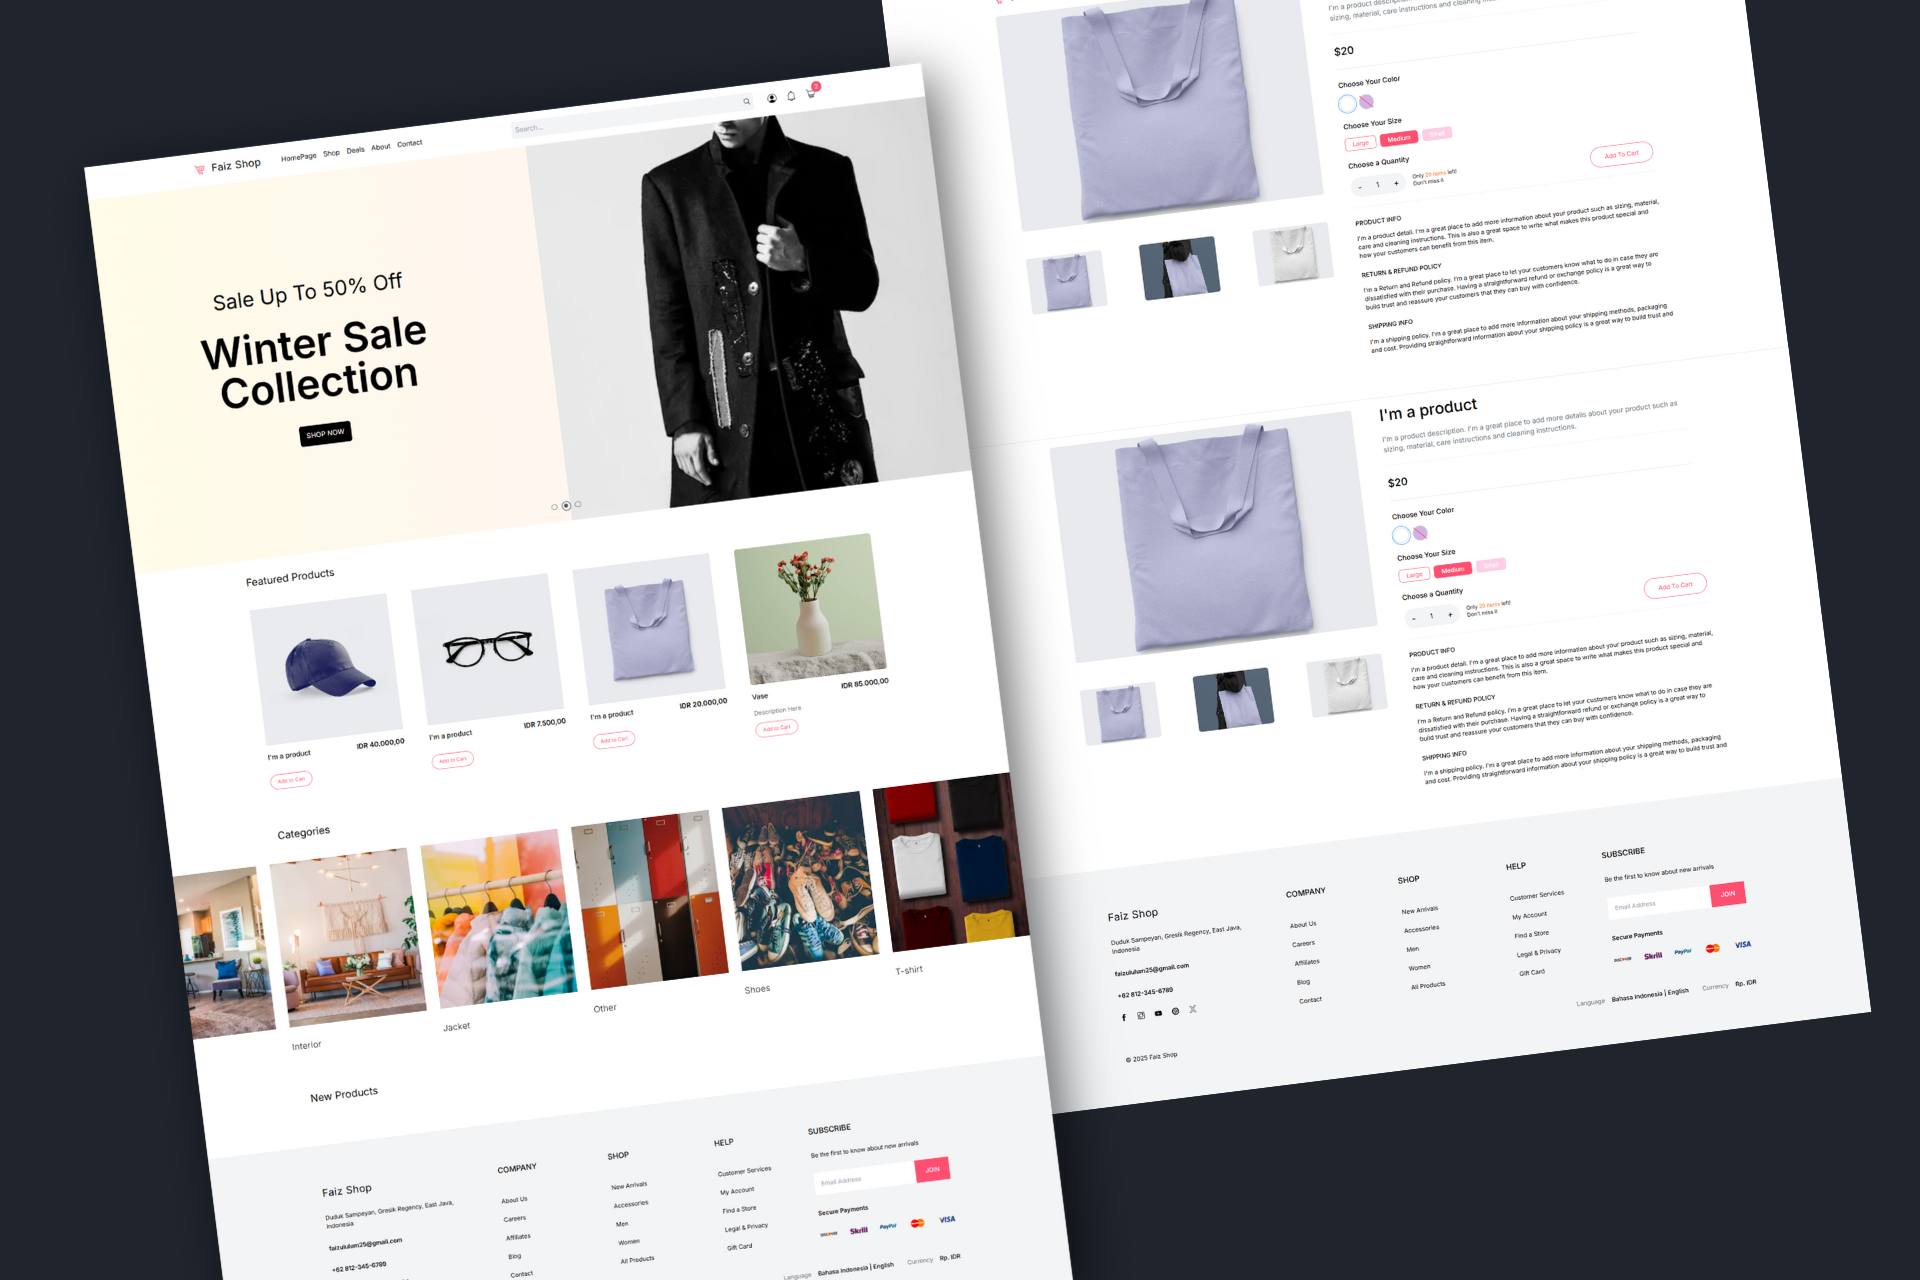 Faiz Shop
HomePage Shop Deals About Contact
Search...
2
Sale Up To 50% Off
Winter Sale
Collection
SHOP NOW
Featured Products
I'm a product
IDR 40.000,00
Add to Cart
I'm a product
IDR 7.500,00
Add to Cart
I'm a product
IDR 20.000,00
Add to Cart
Vase
IDR 85.000,00
Description Here
Add to Cart
Categories
Interior
Jacket
Other
Shoes
T-shirt
New Products
Faiz Shop
Duduk Sampeyan, Gresik Regency, East Java,
Indonesia
faizululum25@gmail.com
+62 812-345-6789
COMPANY
About Us
Careers
Affiliates
Blog
Contact
SHOP
New Arrivals
Accessories
Men
Women
All Products
HELP
Customer Services
My Account
Find a Store
Legal & Privacy
Gift Card
SUBSCRIBE
Be the first to know about new arrivals
Email Address
JOIN
Secure Payments
DISCOVER Skrill PayPal VISA
Language Bahasa Indonesia | English Currency Rp. IDR
I'm a product description.
sizing, material, care instructions and cleaning
$20
Choose Your Color
Choose Your Size
Large Medium Small
Choose a Quantity
- 1 +
Only 20 items left!
Don't miss it
Add To Cart
PRODUCT INFO
I'm a product detail. I'm a great place to add more information about your product such as sizing, material,
care and cleaning instructions. This is also a great space to write what makes this product special and
how your customers can benefit from this item.
RETURN & REFUND POLICY
I'm a Return and Refund policy. I'm a great place to let your customers know what to do in case they are
dissatisfied with their purchase. Having a straightforward refund or exchange policy is a great way to
build trust and reassure your customers that they can buy with confidence.
SHIPPING INFO
I'm a shipping policy. I'm a great place to add more information about your shipping methods, packaging
and cost. Providing straightforward information about your shipping policy is a great way to build trust and
I'm a product
I'm a product description. I'm a great place to add more details about your product such as
sizing, material, care instructions and cleaning instructions.
$20
Choose Your Color
Choose Your Size
Large Medium Small
Choose a Quantity
- 1 +
Only 20 items left!
Don't miss it
Add To Cart
PRODUCT INFO
I'm a product detail. I'm a great place to add more information about your product such as sizing, material,
care and cleaning instructions. This is also a great space to write what makes this product special and
how your customers can benefit from this item.
RETURN & REFUND POLICY
I'm a Return and Refund policy. I'm a great place to let your customers know what to do in case they are
dissatisfied with their purchase. Having a straightforward refund or exchange policy is a great way to
build trust and reassure your customers that they can buy with confidence.
SHIPPING INFO
I'm a shipping policy. I'm a great place to add more information about your shipping methods, packaging
and cost. Providing straightforward information about your shipping policy is a great way to build trust and
Faiz Shop
Duduk Sampeyan, Gresik Regency, East Java,
Indonesia
faizululum25@gmail.com
+62 812-345-6789
© 2025 Faiz Shop
COMPANY
About Us
Careers
Affiliates
Blog
Contact
SHOP
New Arrivals
Accessories
Men
Women
All Products
HELP
Customer Services
My Account
Find a Store
Legal & Privacy
Gift Card
SUBSCRIBE
Be the first to know about new arrivals
Email Address
JOIN
Secure Payments
DISCOVER Skrill PayPal VISA
Language Bahasa Indonesia | English Currency Rp. IDR